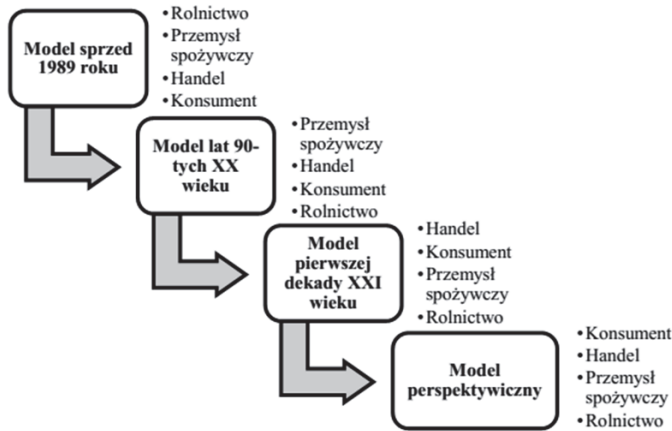 Model sprzed
1989 roku
•Rolnictwo
•Przemysł
spożywczy
•Handel
•Konsument
Model lat 90-
tych XX
wieku
•Przemysł
spożywczy
•Handel
•Konsument
•Rolnictwo
Model
pierwszej
dekady XXI
wieku
•Handel
•Konsument
•Przemysł
spożywczy
•Rolnictwo
Model
perspektywiczny
•Konsument
•Handel
•Przemysł
spożywczy
•Rolnictwo